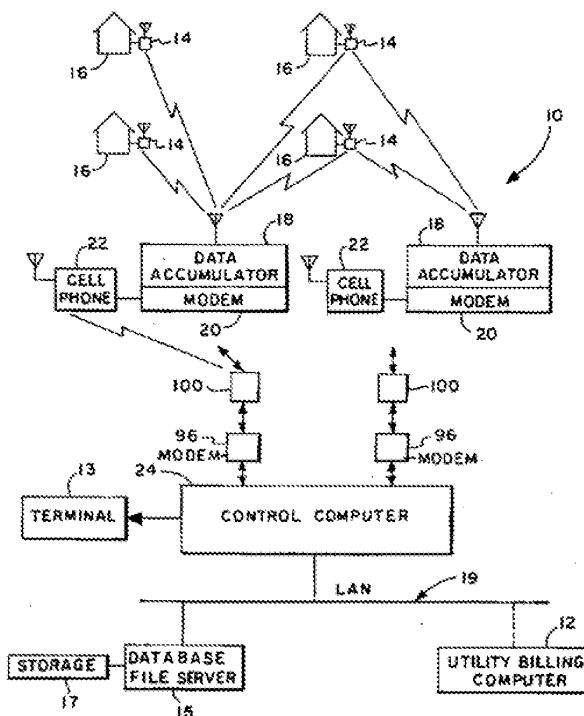 14
14
16
16
10
14
14
16
16
22
18
22
18
CELL
PHONE
DATA
ACCUMULATOR
MODEM
CELL
PHONE
DATA
ACCUMULATOR
MODEM
20
20
100
100
96
96
MODEM
MODEM
24
13
TERMINAL
CONTROL COMPUTER
LAN
19
12
STORAGE
DATABASE
FILE SERVER
UTILITY BILLING
COMPUTER
17
15